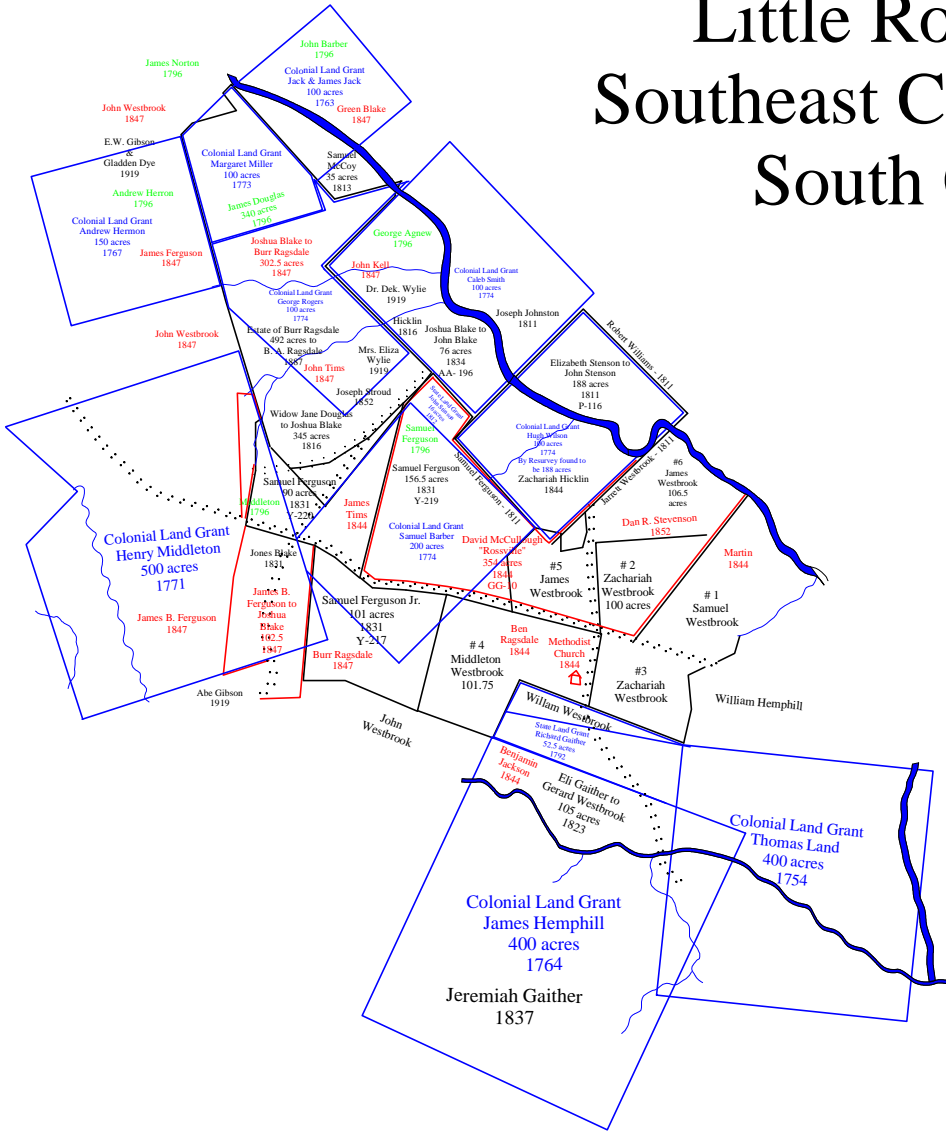 Little Ro
Southeast C
South
John Barber
1796
James Norton
1796
Colonial Land Grant
Jack & James Jack
100 acres
1763
John Westbrook
1847
Green Blake
1847
E.W. Gibson
&
Gladden Dye
1919
Colonial Land Grant
Margaret Miller
100 acres
1773
Samuel
McCoy
35 acres
1813
Andrew Herron
1796
James Douglas
340 acres
1796
Colonial Land Grant
Andrew Hermon
150 acres
1767
James Ferguson
1847
Joshua Blake to
Burr Ragsdale
302.5 acres
1847
George Agnew
1796
John Kell
1847
Colonial Land Grant
Caleb Smith
100 acres
1774
Dr. Dek. Wylie
1919
Colonial Land Grant
George Rogers
100 acres
1774
Joseph Johnston
1811
Hicklin
1816
John Westbrook
1847
Estate of Burr Ragsdale
492 acres to
B. A. Ragsdale
1887
Joshua Blake to
John Blake
76 acres
1834
AA- 196
Robert Williams - 1811
Mrs. Eliza
Wylie
1919
John Tims
1847
Elizabeth Stenson to
John Stenson
188 acres
1811
P-116
Joseph Stroud
1852
State Land Grant
John Stinson
16 acres
Widow Jane Douglas
to Joshua Blake
345 acres
1816
Samuel
Ferguson
1796
Colonial Land Grant
Hugh Wilson
100 acres
1774
By Resurvey found to
be 188 acres
Zachariah Hicklin
1844
Samuel Ferguson - 1811
Jarrett Westbrook - 1811
#6
James
Westbrook
106.5
acres
Samuel Ferguson
90 acres
1831
Y-220
Samuel Ferguson
156.5 acres
1831
Y-219
Middleton
1796
James
Tims
1844
Colonial Land Grant
Samuel Barber
200 acres
1774
Dan R. Stevenson
1852
Colonial Land Grant
Henry Middleton
500 acres
1771
David McCullough
"Rossville"
354 acres
1844
GG-10
Jones Blake
1831
#5
James
Westbrook
# 2
Zachariah
Westbrook
100 acres
Martin
1844
# 1
Samuel
Westbrook
James B.
Ferguson to
Joshua
Blake
102.5
1847
Samuel Ferguson Jr.
101 acres
1831
Y-217
James B. Ferguson
1847
Burr Ragsdale
1847
Ben
Ragsdale
1844
Methodist
Church
1844
# 4
Middleton
Westbrook
101.75
#3
Zachariah
Westbrook
Abe Gibson
1919
William Hemphill
John
Westbrook
William Westbrook
State Land Grant
Richard Gaither
52.5 acres
1792
Benjamin
Jackson
1844
Eli Gaither to
Gerard Westbrook
105 acres
1823
Colonial Land Grant
Thomas Land
400 acres
1754
Colonial Land Grant
James Hemphill
400 acres
1764
Jeremiah Gaither
1837